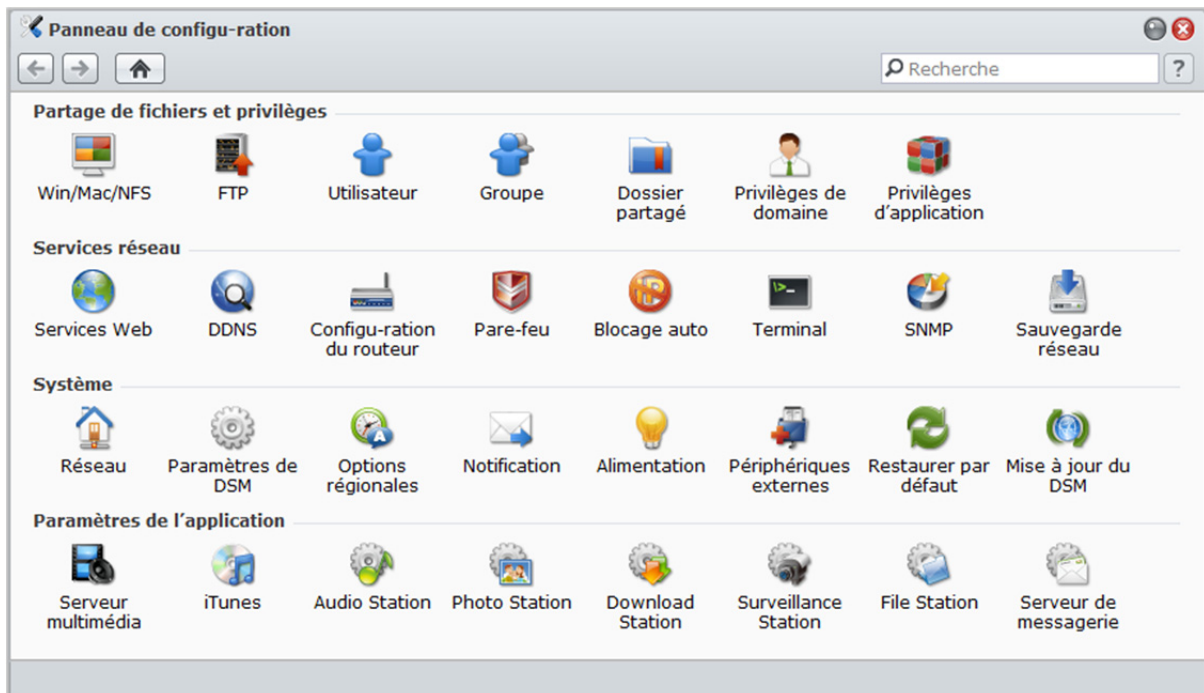 Panneau de configu-ration
Recherche
?
Partage de fichiers et privilèges
Win/Mac/NFS
FTP
Utilisateur
Groupe
Dossier
partagé
Privilèges de
domaine
Privilèges
d'application
Services réseau
Services Web
DDNS
Configu-ration
du routeur
Pare-feu
Blocage auto
Terminal
SNMP
Sauvegarde
réseau
Système
Réseau
Paramètres de
DSM
Options
régionales
Notification
Alimentation
Périphériques
externes
Restaurer par
défaut
Mise à jour du
DSM
Paramètres de l'application
Serveur
multimédia
iTunes
Audio Station
Photo Station
Download
Station
Surveillance
Station
File Station
Serveur de
messagerie